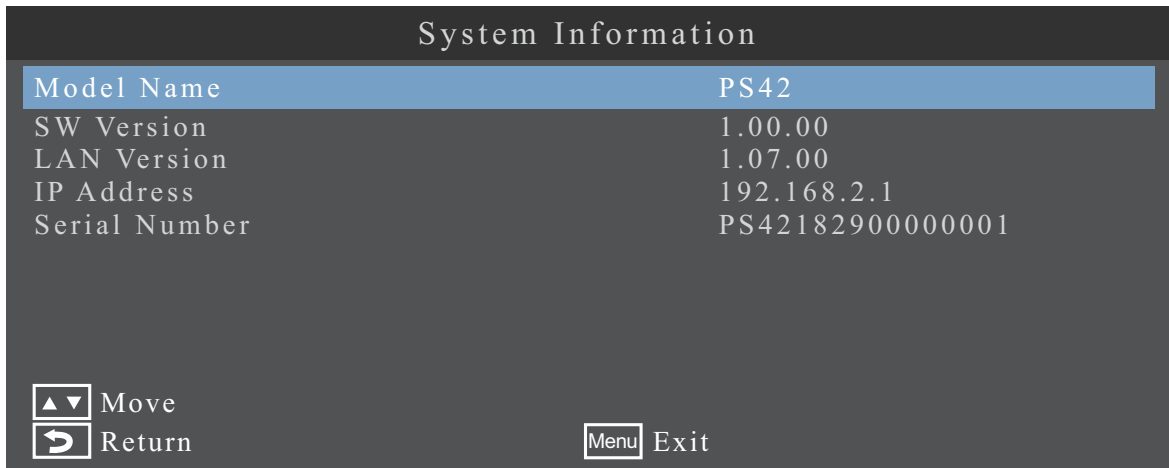 System Information
Model Name PS42
SW Version 1.00.00
LAN Version 1.07.00
IP Address 192.168.2.1
Serial Number PS42182900000001
Move
Return Menu Exit